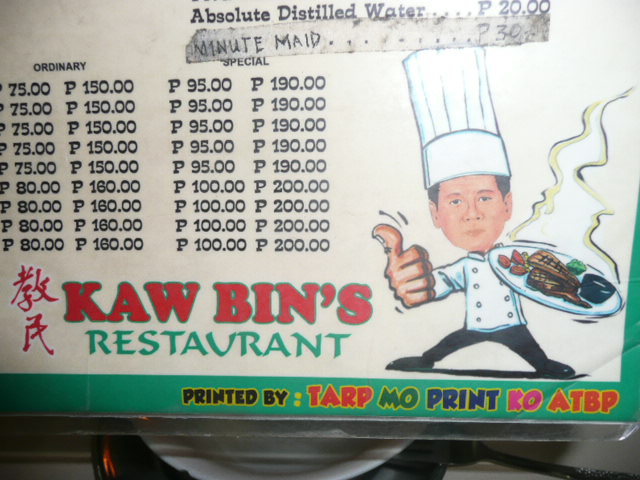 Absolute Distilled Water.....P 20.00
MINUTE MAID..........P30.
ORDINARY SPECIAL
P 75.00 P 150.00 P 95.00 P 190.00
P 75.00 P 150.00 P 95.00 P 190.00
P 75.00 P 150.00 P 95.00 P 190.00
P 75.00 P 150.00 P 95.00 P 190.00
P 75.00 P 150.00 P 95.00 P 190.00
P 80.00 P 160.00 P 100.00 P 200.00
P 80.00 P 160.00 P 100.00 P 200.00
P 80.00 P 160.00 P 100.00 P 200.00
P 80.00 P 160.00 P 100.00 P 200.00
教民
KAW BIN'S
RESTAURANT
PRINTED BY : TARP MO PRINT KO ATBP